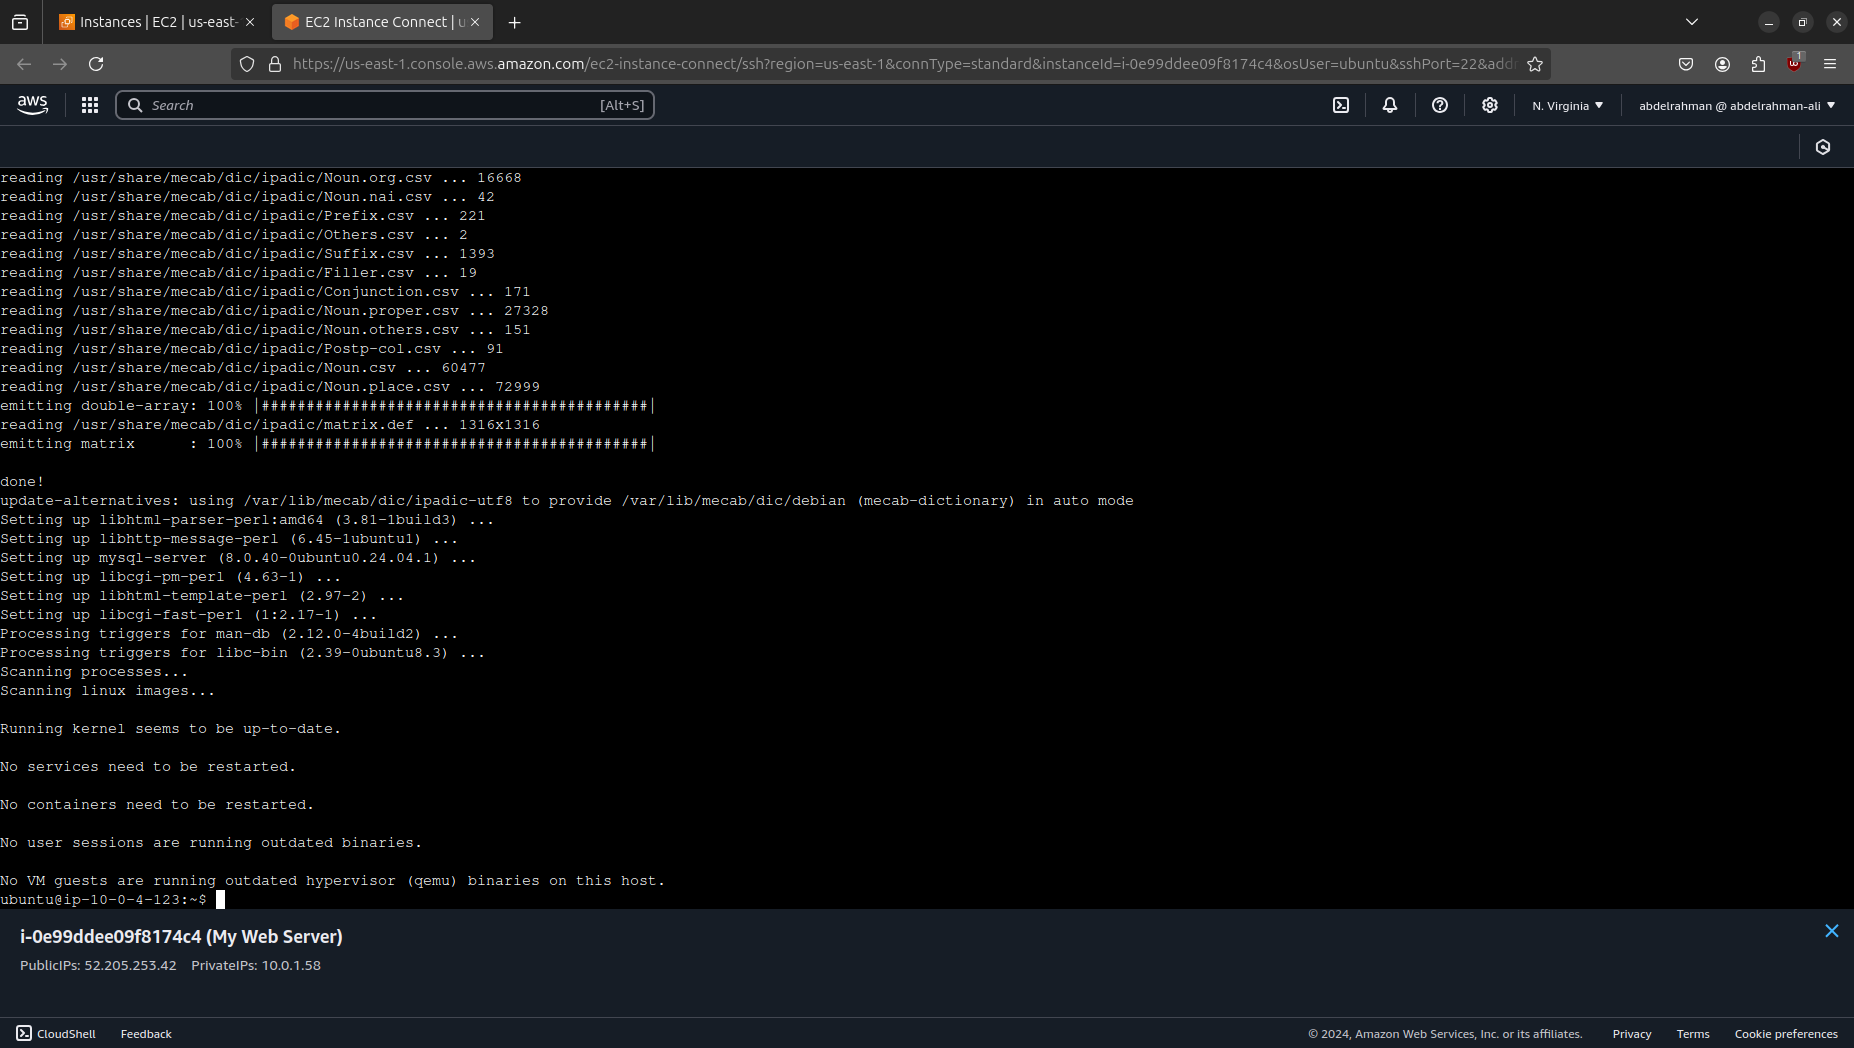 Instances | EC2 | us-east-
EC2 Instance Connect | u
https://us-east-1.console.aws.amazon.com/ec2-instance-connect/ssh?region=us-east-1&connType=standard&instanceId=i-0e99ddee09f8174c4&osUser=ubuntu&sshPort=22&addr
1
aws
Search
[Alt+S]
N. Virginia
abdelrahman @ abdelrahman-ali
reading /usr/share/mecab/dic/ipadic/Noun.org.csv ... 16668
reading /usr/share/mecab/dic/ipadic/Noun.nai.csv ... 42
reading /usr/share/mecab/dic/ipadic/Prefix.csv ... 221
reading /usr/share/mecab/dic/ipadic/Others.csv ... 2
reading /usr/share/mecab/dic/ipadic/Suffix.csv ... 1393
reading /usr/share/mecab/dic/ipadic/Filler.csv ... 19
reading /usr/share/mecab/dic/ipadic/Conjunction.csv ... 171
reading /usr/share/mecab/dic/ipadic/Noun.proper.csv ... 27328
reading /usr/share/mecab/dic/ipadic/Noun.others.csv ... 151
reading /usr/share/mecab/dic/ipadic/Postp-col.csv ... 91
reading /usr/share/mecab/dic/ipadic/Noun.csv ... 60477
reading /usr/share/mecab/dic/ipadic/Noun.place.csv ... 72999
emitting double-array: 100% |###########################################|
reading /usr/share/mecab/dic/ipadic/matrix.def ... 1316x1316
emitting matrix      : 100% |###########################################|
done!
update-alternatives: using /var/lib/mecab/dic/ipadic-utf8 to provide /var/lib/mecab/dic/debian (mecab-dictionary) in auto mode
Setting up libhtml-parser-perl:amd64 (3.81-1build3) ...
Setting up libhttp-message-perl (6.45-1ubuntu1) ...
Setting up mysql-server (8.0.40-0ubuntu0.24.04.1) ...
Setting up libcgi-pm-perl (4.63-1) ...
Setting up libhtml-template-perl (2.97-2) ...
Setting up libcgi-fast-perl (1:2.17-1) ...
Processing triggers for man-db (2.12.0-4build2) ...
Processing triggers for libc-bin (2.39-0ubuntu8.3) ...
Scanning processes...
Scanning linux images...
Running kernel seems to be up-to-date.
No services need to be restarted.
No containers need to be restarted.
No user sessions are running outdated binaries.
No VM guests are running outdated hypervisor (qemu) binaries on this host.
ubuntu@ip-10-0-4-123:~$
i-0e99ddee09f8174c4 (My Web Server)
PublicIPs: 52.205.253.42 PrivateIPs: 10.0.1.58
CloudShell
Feedback
© 2024, Amazon Web Services, Inc. or its affiliates.
Privacy
Terms
Cookie preferences